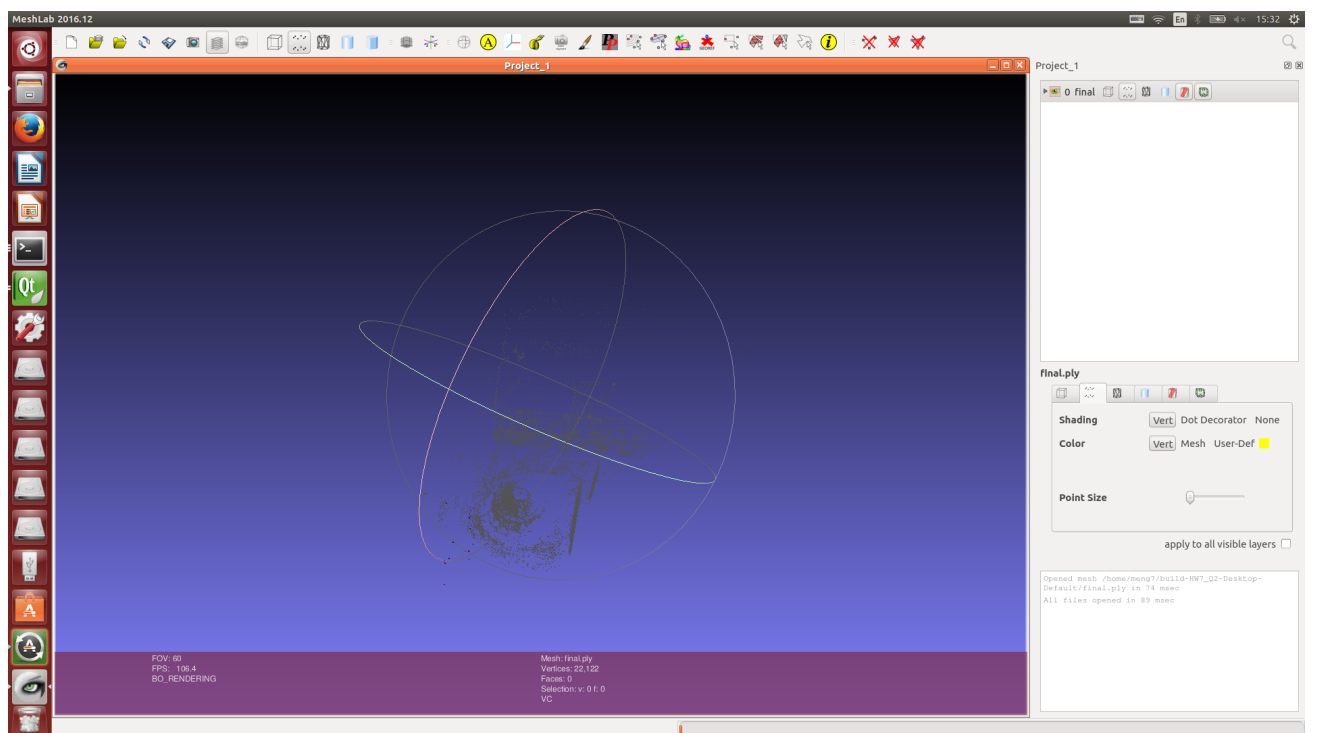 MeshLab 2016.12
En
15:32
Project_1
Project_1
0 final
final.ply
Shading Vert Dot Decorator None
Color Vert Mesh User-Def
Point Size
apply to all visible layers
Opened mesh /home/meng7/build-HW7_Q2-Desktop-
Default/final.ply in 74 msec
All files opened in 89 msec
FOV: 60
FPS: 106.4
BO_RENDERING
Mesh: final.ply
Vertices: 22,122
Faces: 0
Selection: v: 0 f: 0
VC
Qt